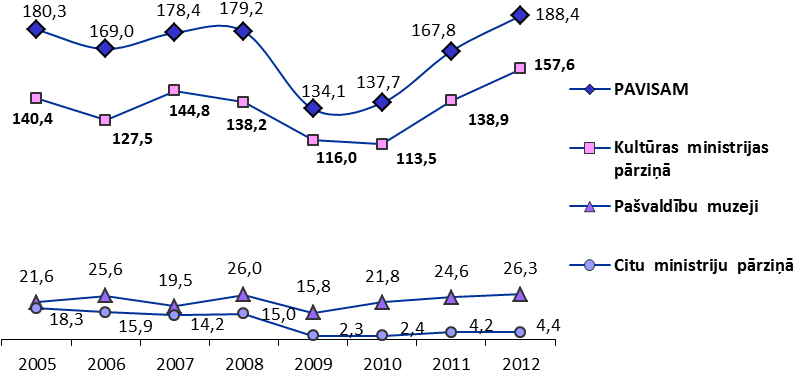 180,3 169,0 178,4 179,2 134,1 137,7 167,8 188,4
140,4 127,5 144,8 138,2 116,0 113,5 138,9 157,6
21,6 25,6 19,5 26,0 15,8 21,8 24,6 26,3
18,3 15,9 14,2 15,0 2,3 2,4 4,2 4,4
2005 2006 2007 2008 2009 2010 2011 2012
PAVISAM
Kultūras ministrijas
pārziņā
Pašvaldību muzeji
Citu ministriju pārziņā